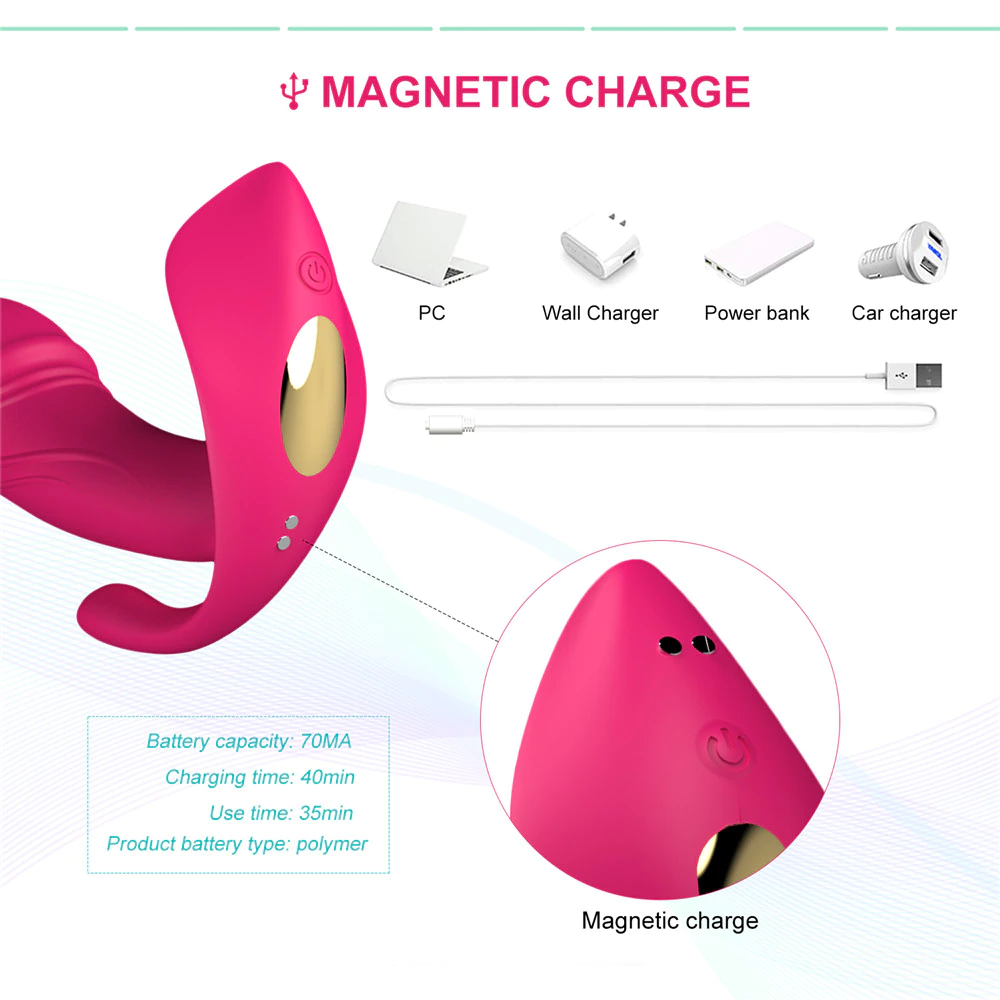 MAGNETIC CHARGE
PC
Wall Charger
Power bank
Car charger
Battery capacity: 70MA
Charging time: 40min
Use time: 35min
Product battery type: polymer
Magnetic charge